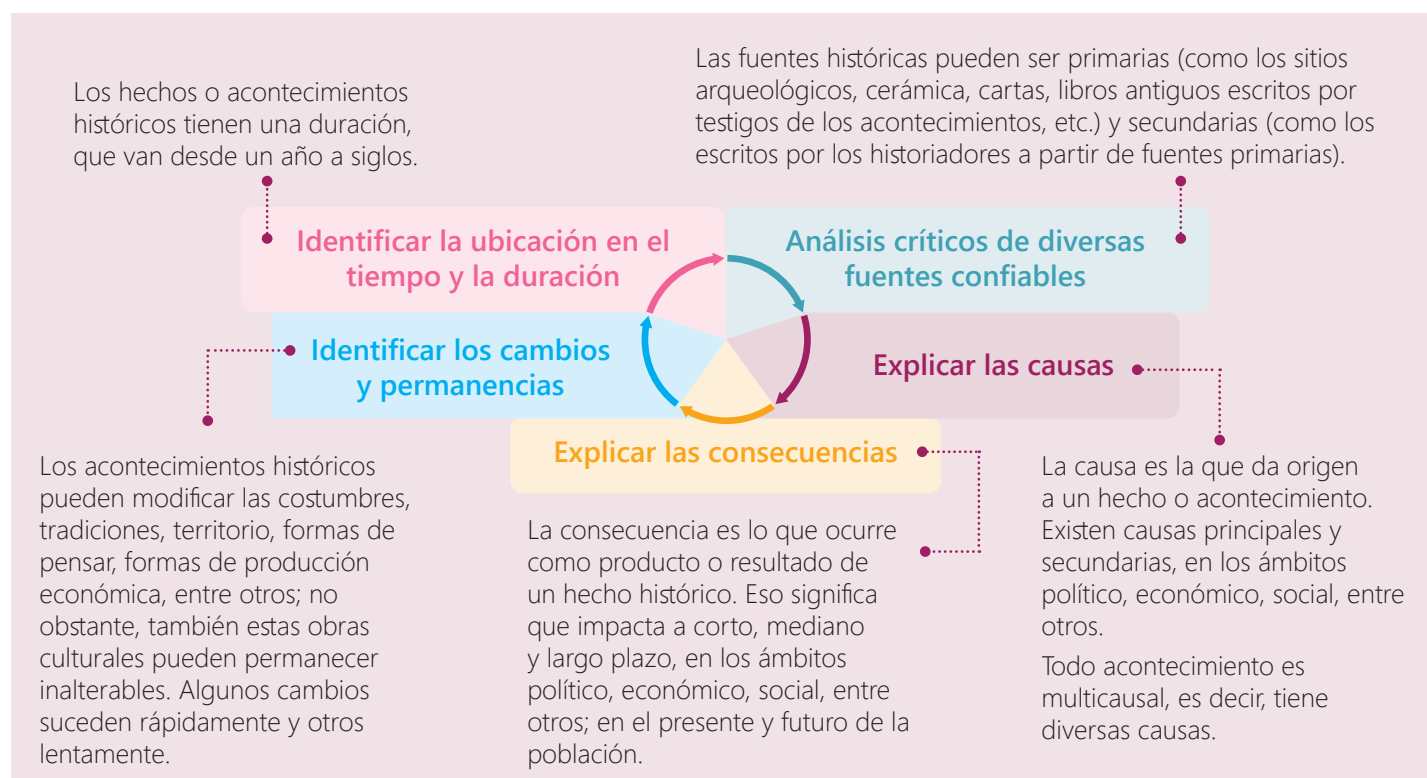 Los hechos o acontecimientos
históricos tienen una duración,
que van desde un año a siglos.
Las fuentes históricas pueden ser primarias (como los sitios
arqueológicos, cerámica, cartas, libros antiguos escritos por
testigos de los acontecimientos, etc.) y secundarias (como los
escritos por los historiadores a partir de fuentes primarias).
Identificar la ubicación en el
tiempo y la duración
Análisis críticos de diversas
fuentes confiables
Identificar los cambios
y permanencias
Explicar las causas
Explicar las consecuencias
Los acontecimientos históricos
pueden modificar las costumbres,
tradiciones, territorio, formas de
pensar, formas de producción
económica, entre otros; no
obstante, también estas obras
culturales pueden permanecer
inalterables. Algunos cambios
suceden rápidamente y otros
lentamente.
La consecuencia es lo que ocurre
como producto o resultado de
un hecho histórico. Eso significa
que impacta a corto, mediano
y largo plazo, en los ámbitos
político, económico, social, entre
otros; en el presente y futuro de la
población.
La causa es la que da origen
a un hecho o acontecimiento.
Existen causas principales y
secundarias, en los ámbitos
político, económico, social, entre
otros.
Todo acontecimiento es
multicausal, es decir, tiene
diversas causas.